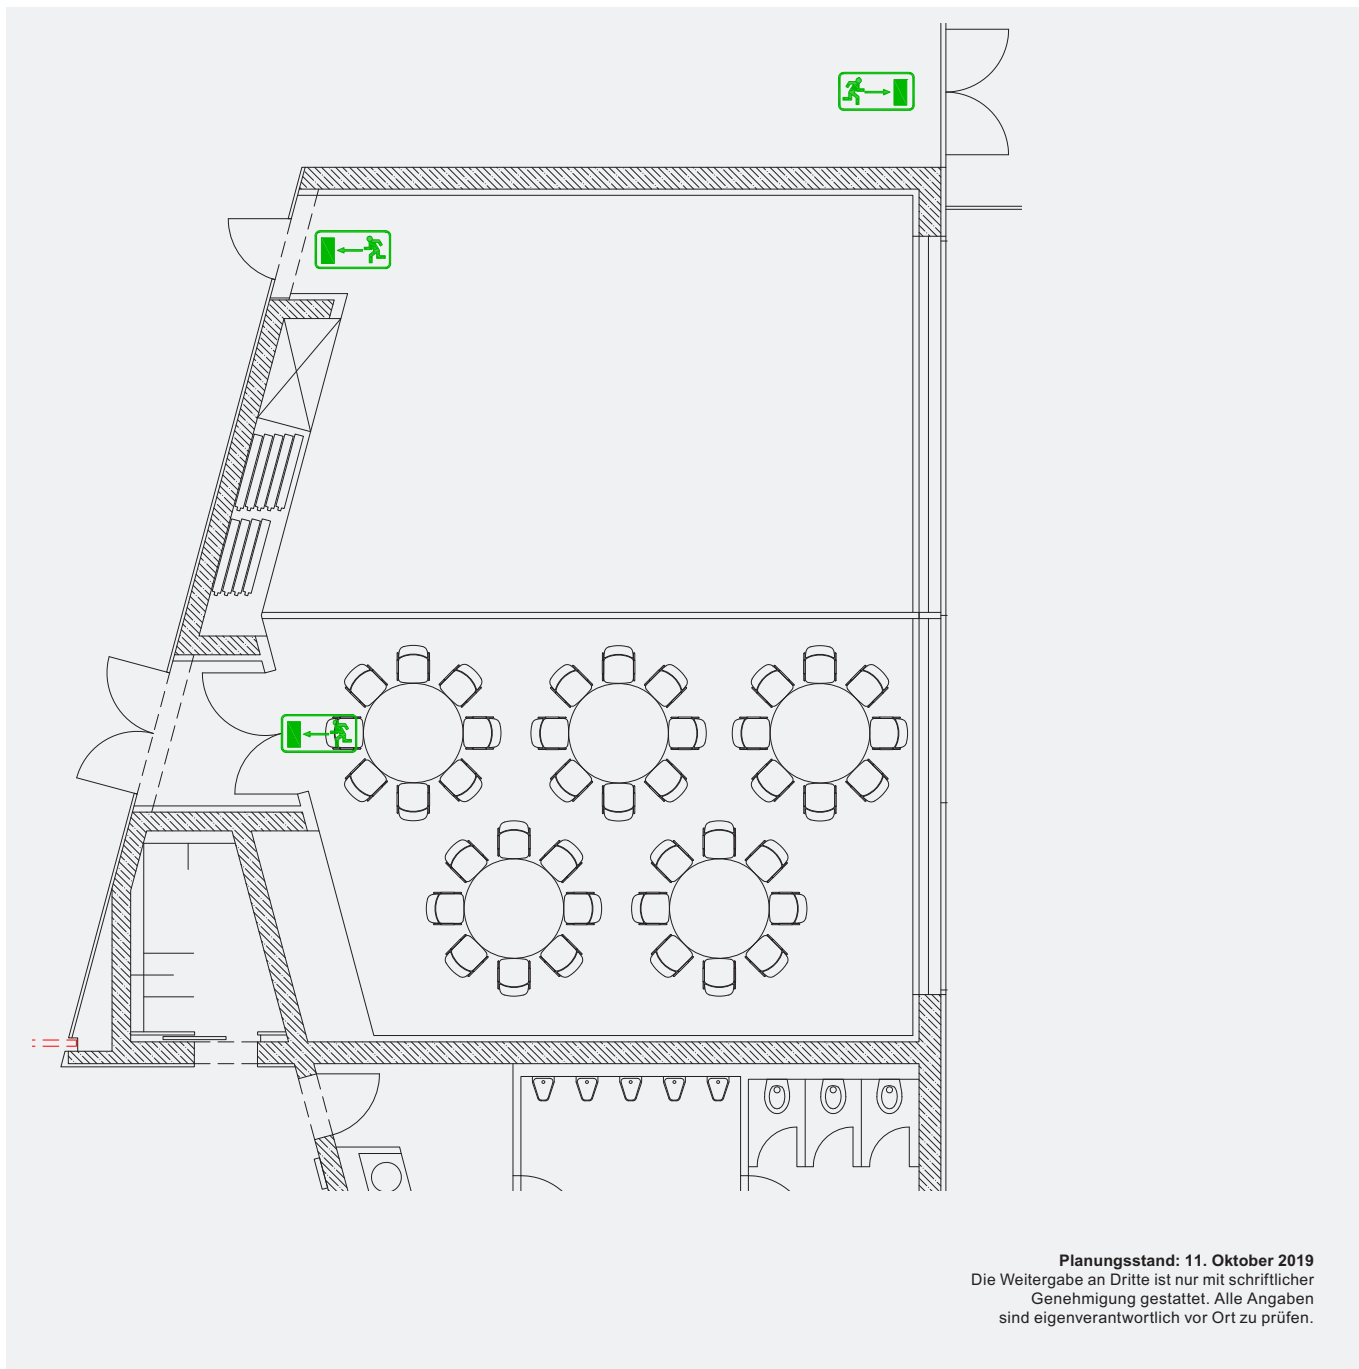 Planungsstand: 11. Oktober 2019
Die Weitergabe an Dritte ist nur mit schriftlicher
Genehmigung gestattet. Alle Angaben
sind eigenverantwortlich vor Ort zu prüfen.